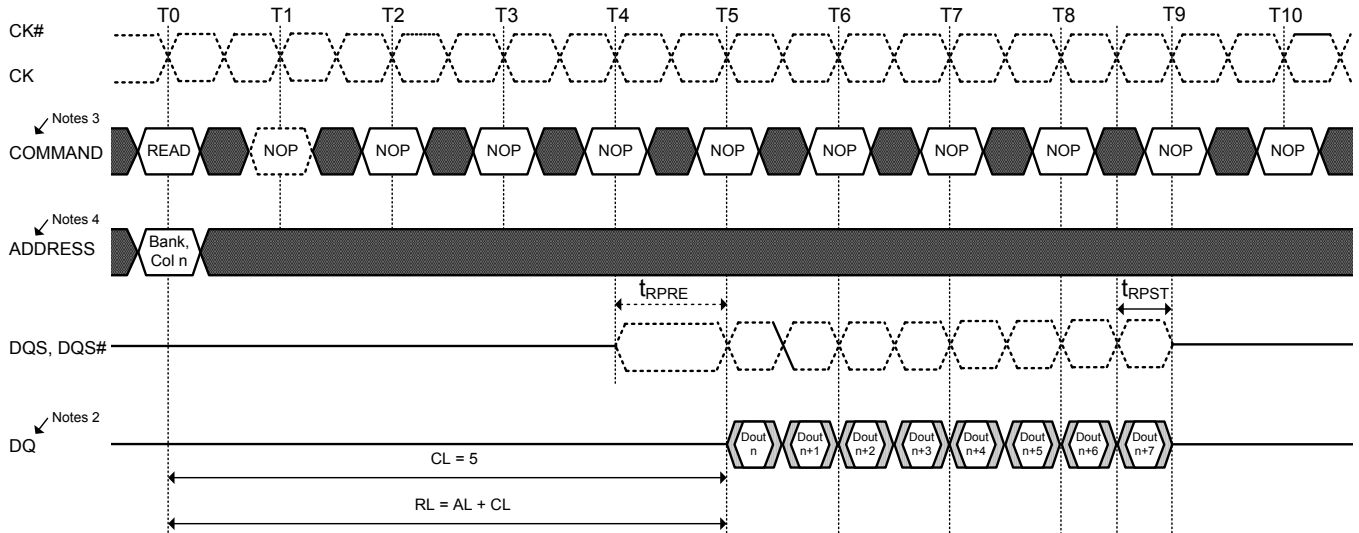 T0 T1 T2 T3 T4 T5 T6 T7 T8 T9 T10
CK#
CK
Notes 3
COMMAND READ NOP NOP NOP NOP NOP NOP NOP NOP NOP NOP
Notes 4
ADDRESS
Bank,
Col n
tRPRE tRPST
DQS, DQS#
Notes 2
DQ
Dout Dout Dout Dout Dout Dout Dout Dout
n n+1 n+2 n+3 n+4 n+5 n+6 n+7
CL = 5
RL = AL + CL